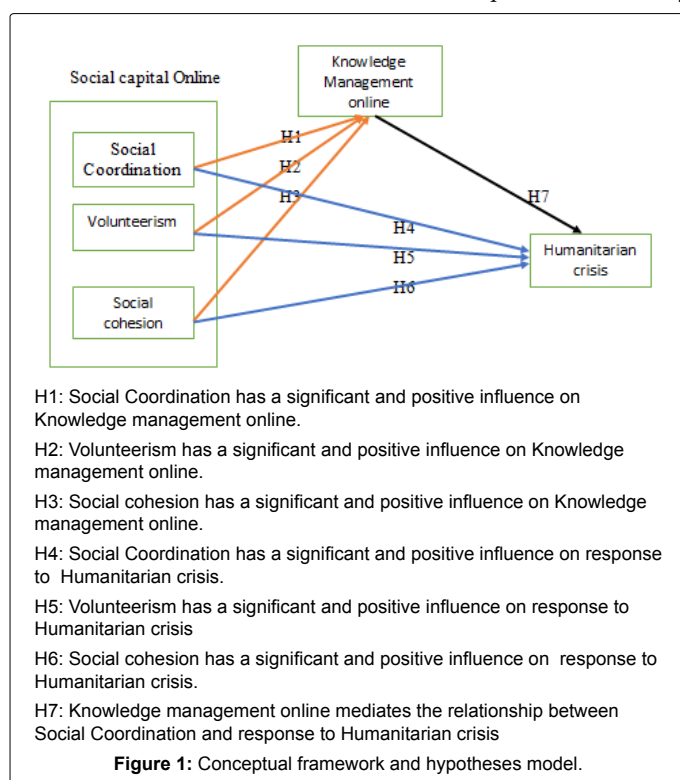 Knowledge
Management
online
Social capital Online
Social
Coordination
Volunteerism
Social
cohesion
H1
H2
H3
H4
H5
H6
H7
Humanitarian
crisis
H1: Social Coordination has a significant and positive influence on
Knowledge management online.
H2: Volunteerism has a significant and positive influence on Knowledge
management online.
H3: Social cohesion has a significant and positive influence on Knowledge
management online.
H4: Social Coordination has a significant and positive influence on response
to Humanitarian crisis.
H5: Volunteerism has a significant and positive influence on response to
Humanitarian crisis
H6: Social cohesion has a significant and positive influence on response to
Humanitarian crisis.
H7: Knowledge management online mediates the relationship between
Social Coordination and response to Humanitarian crisis
Figure 1: Conceptual framework and hypotheses model.